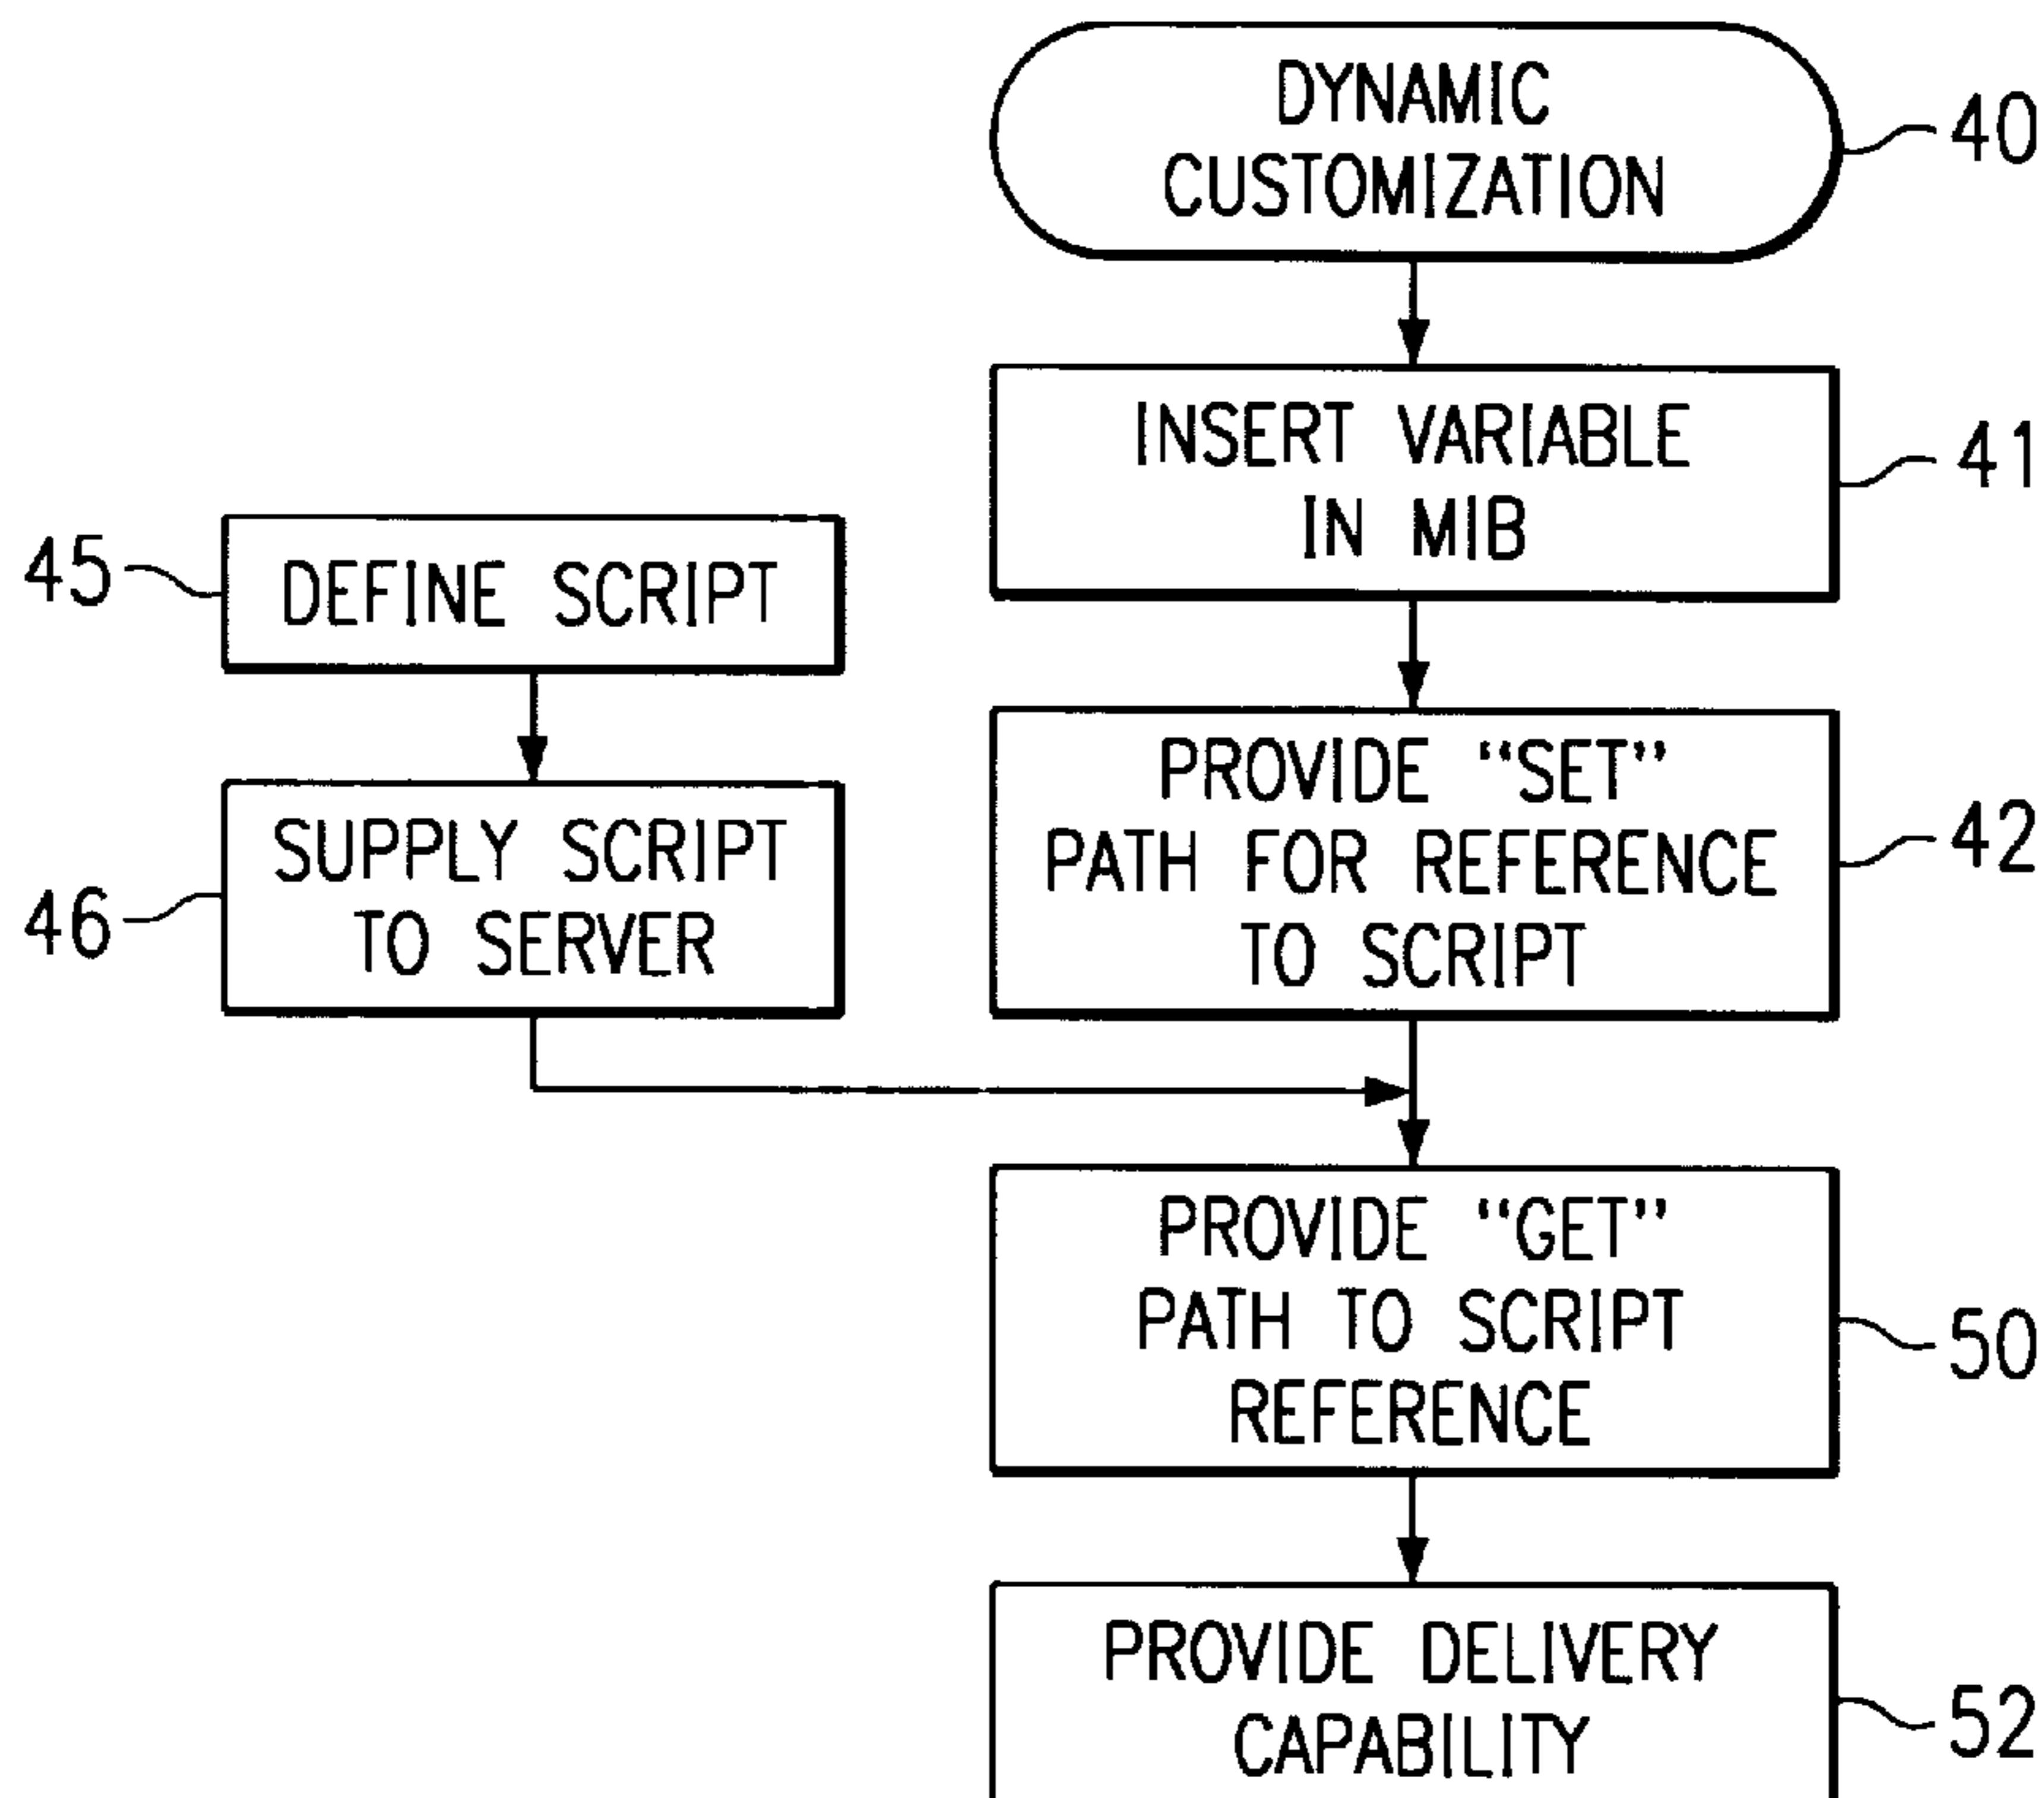 DYNAMIC
CUSTOMIZATION
40
INSERT VARIABLE
IN MIB
41
45
DEFINE SCRIPT
PROVIDE “SET”
PATH FOR REFERENCE
TO SCRIPT
42
46
SUPPLY SCRIPT
TO SERVER
PROVIDE “GET”
PATH TO SCRIPT
REFERENCE
50
PROVIDE DELIVERY
CAPABILITY
52